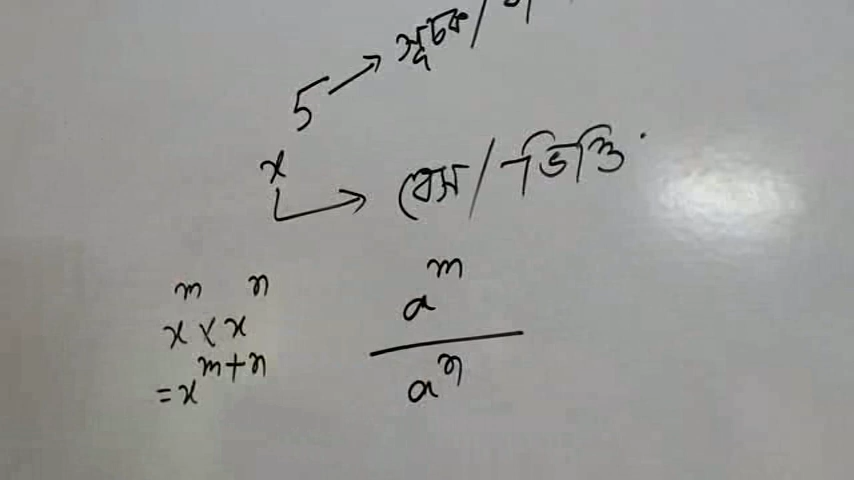 5 → সূচক /
x → বেস / ভিত্তি
x^m × x^n
= x^{m+n}
a^m / a^n